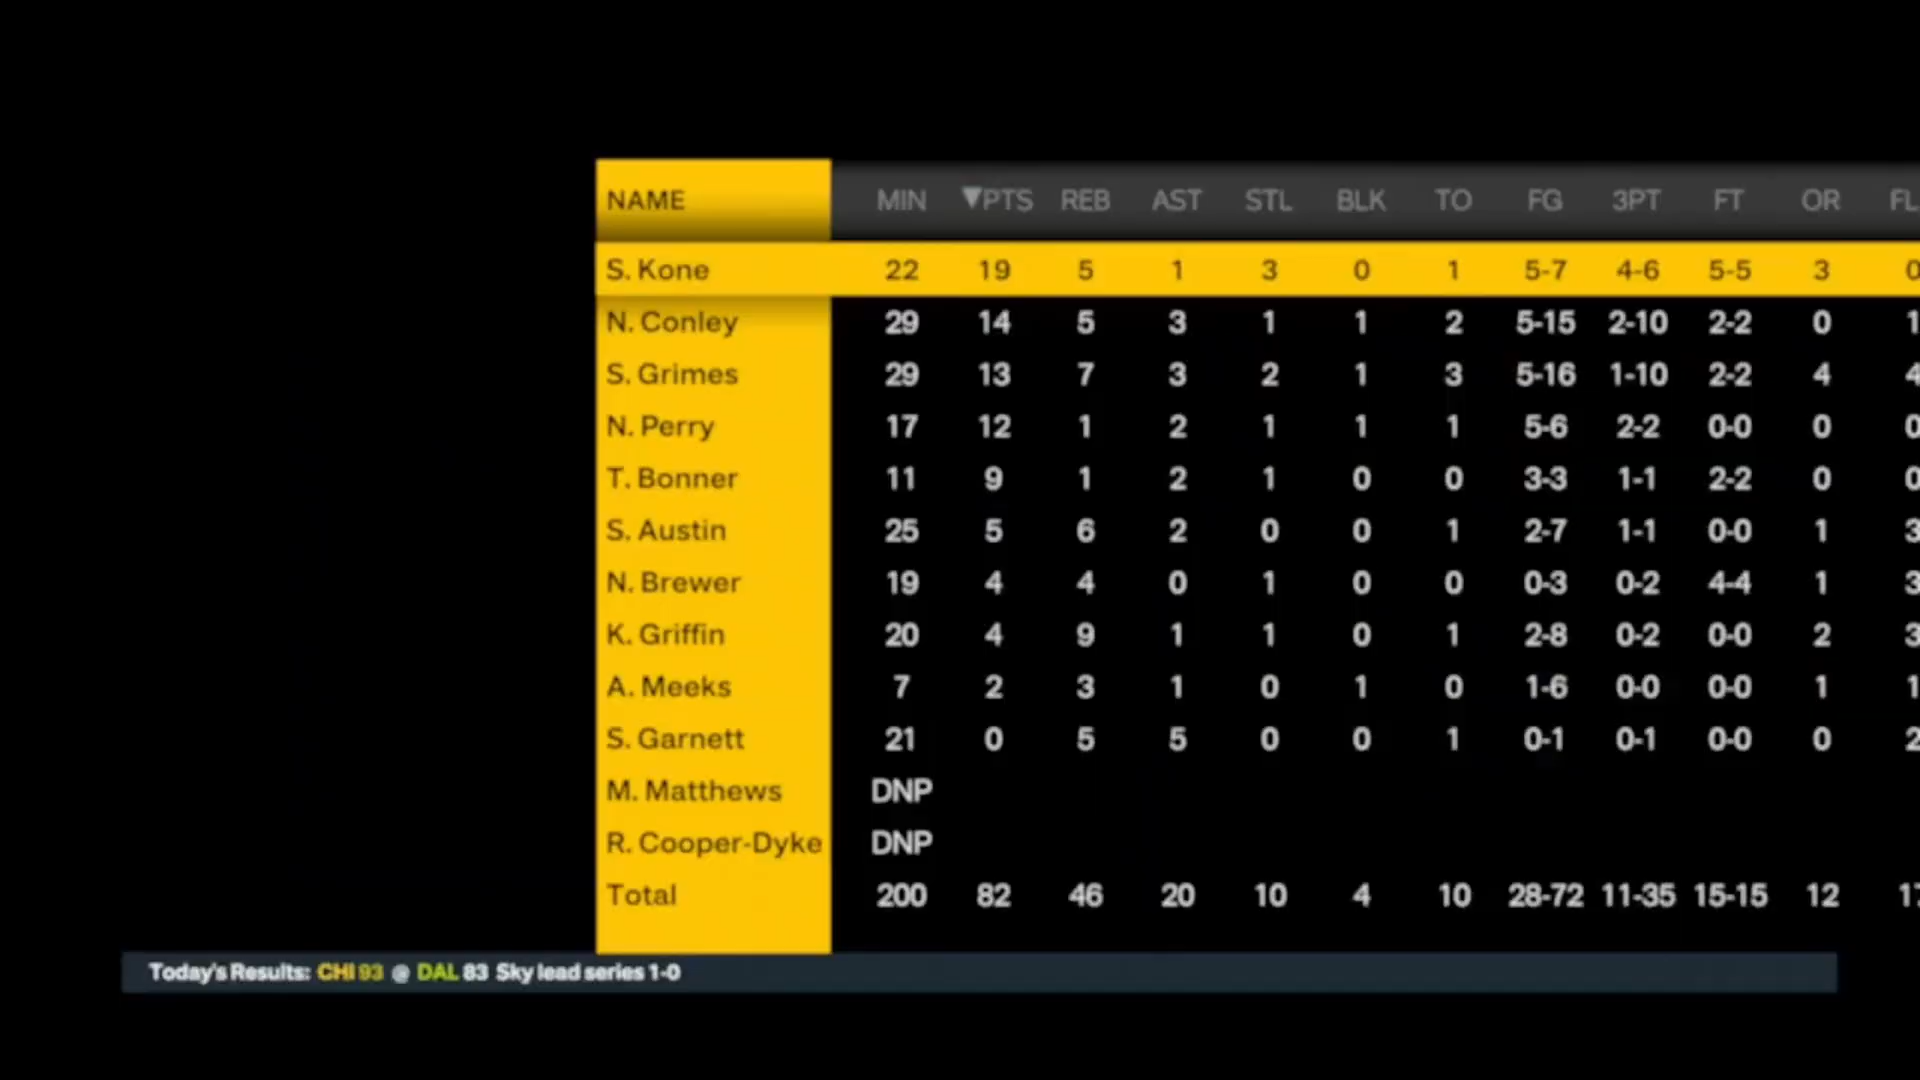 NAME MIN ▼PTS REB AST STL BLK TO FG 3PT FT OR FL
S. Kone 22 19 5 1 3 0 1 5-7 4-6 5-5 3 0
N. Conley 29 14 5 3 1 1 2 5-15 2-10 2-2 0 1
S. Grimes 29 13 7 3 2 1 3 5-16 1-10 2-2 4 4
N. Perry 17 12 1 2 1 1 1 5-6 2-2 0-0 0 0
T. Bonner 11 9 1 2 1 0 0 3-3 1-1 2-2 0 0
S. Austin 25 5 6 2 0 0 1 2-7 1-1 0-0 1 3
N. Brewer 19 4 4 0 1 0 0 0-3 0-2 4-4 1 3
K. Griffin 20 4 9 1 1 0 1 2-8 0-2 0-0 2 3
A. Meeks 7 2 3 1 0 1 0 1-6 0-0 0-0 1 1
S. Garnett 21 0 5 5 0 0 1 0-1 0-1 0-0 0 2
M. Matthews DNP
R. Cooper-Dyke DNP
Total 200 82 46 20 10 4 10 28-72 11-35 15-15 12 17
Today's Results: CHI 93 @ DAL 83 Sky lead series 1-0